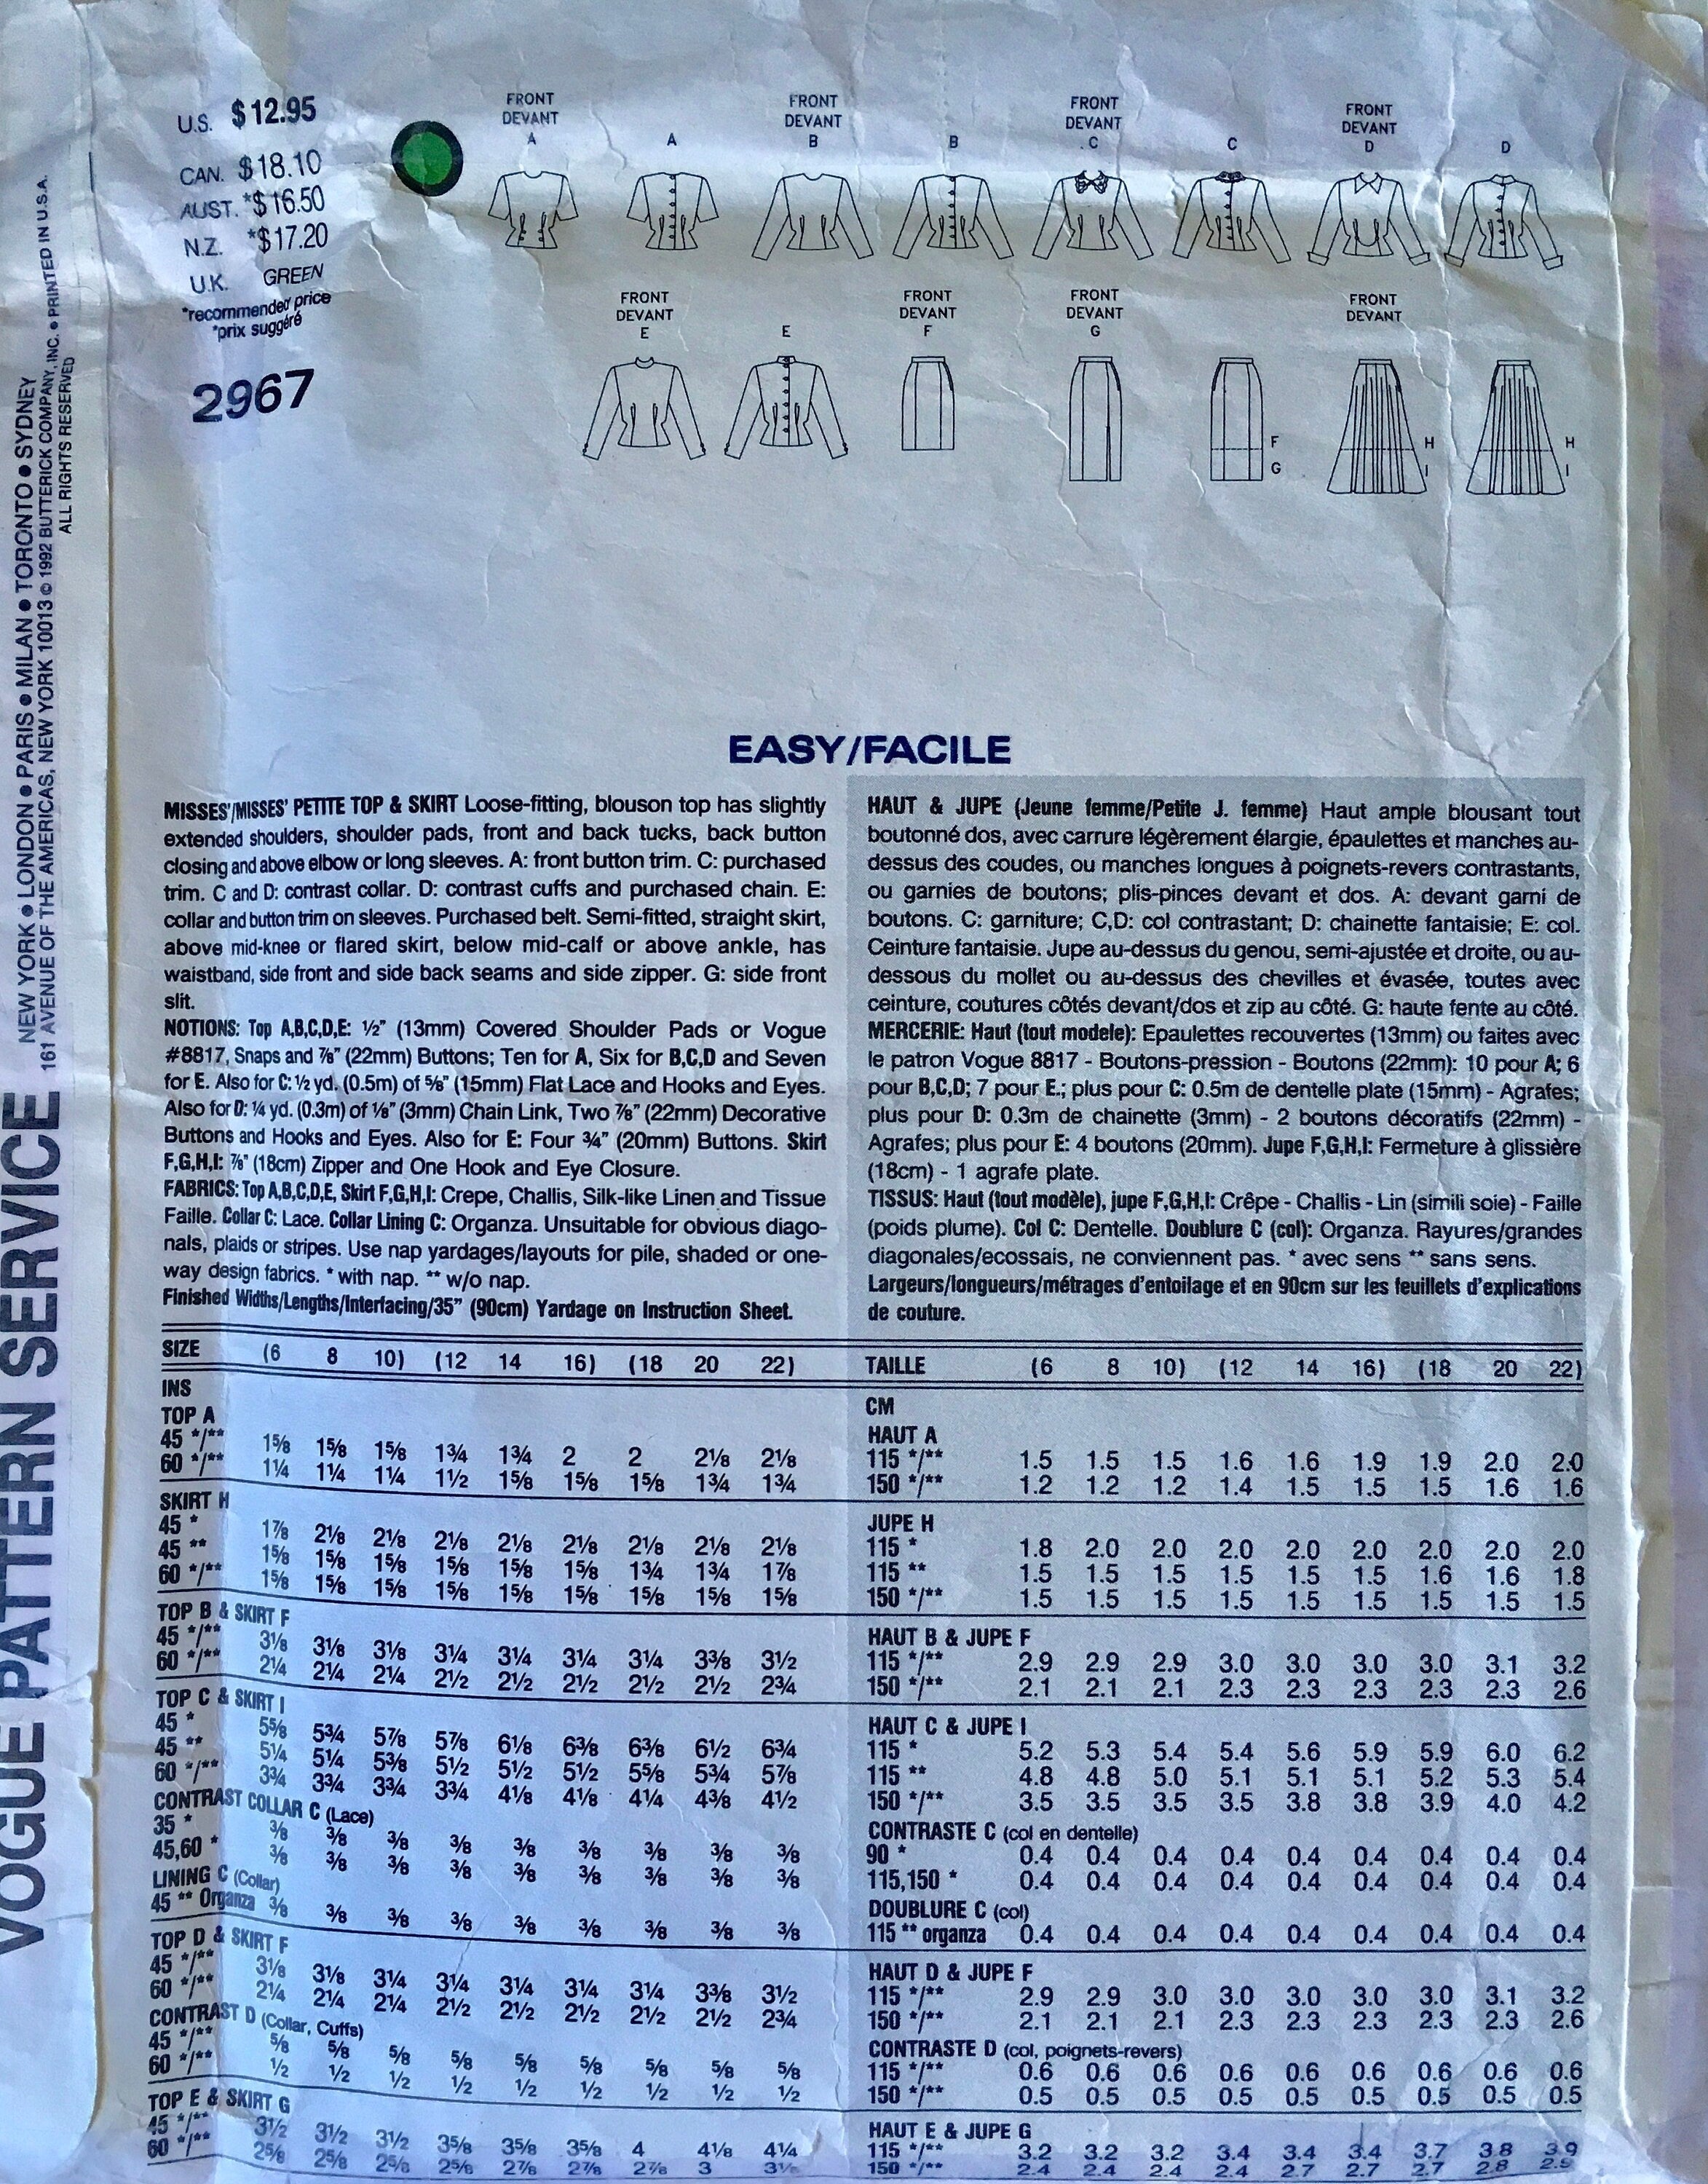 U.S. $12.95
CAN. $18.10
AUST. *$16.50
N.Z. *$17.20
U.K. GREEN
*recommended price
*prix suggéré
2967
FRONT DEVANT A
A
FRONT DEVANT B
B
FRONT DEVANT .C
C
FRONT DEVANT D
D
FRONT DEVANT E
E
FRONT DEVANT F
FRONT DEVANT G
F
G
FRONT DEVANT
H
I
H
I
VOGUE PATTERN SERVICE
NEW YORK ● LONDON ● PARIS ● MILAN ● TORONTO ● SYDNEY
161 AVENUE OF THE AMERICAS, NEW YORK 10013 © 1992 BUTTERICK COMPANY, INC. ● PRINTED IN U.S.A.
ALL RIGHTS RESERVED
EASY/FACILE
MISSES'/MISSES' PETITE TOP & SKIRT Loose-fitting, blouson top has slightly
extended shoulders, shoulder pads, front and back tucks, back button
closing and above elbow or long sleeves. A: front button trim. C: purchased
trim. C and D: contrast collar. D: contrast cuffs and purchased chain. E:
collar and button trim on sleeves. Purchased belt. Semi-fitted, straight skirt,
above mid-knee or flared skirt, below mid-calf or above ankle, has
waistband, side front and side back seams and side zipper. G: side front
slit.
NOTIONS: Top A,B,C,D,E: ½" (13mm) Covered Shoulder Pads or Vogue
#8817, Snaps and ⅞" (22mm) Buttons; Ten for A, Six for B,C,D and Seven
for E. Also for C: ½ yd. (0.5m) of ⅝" (15mm) Flat Lace and Hooks and Eyes.
Also for D: ¼ yd. (0.3m) of ⅛" (3mm) Chain Link, Two ⅞" (22mm) Decorative
Buttons and Hooks and Eyes. Also for E: Four ¾" (20mm) Buttons. Skirt
F,G,H,I: ⅞" (18cm) Zipper and One Hook and Eye Closure.
FABRICS: Top A,B,C,D,E, Skirt F,G,H,I: Crepe, Challis, Silk-like Linen and Tissue
Faille. Collar C: Lace. Collar Lining C: Organza. Unsuitable for obvious diago-
nals, plaids or stripes. Use nap yardages/layouts for pile, shaded or one-
way design fabrics. * with nap. ** w/o nap.
Finished Widths/Lengths/Interfacing/35" (90cm) Yardage on Instruction Sheet.
HAUT & JUPE (Jeune femme/Petite J. femme) Haut ample blousant tout
boutonné dos, avec carrure légèrement élargie, épaulettes et manches au-
dessus des coudes, ou manches longues à poignets-revers contrastants,
ou garnies de boutons; plis-pinces devant et dos. A: devant garni de
boutons. C: garniture; C,D: col contrastant; D: chainette fantaisie; E: col.
Ceinture fantaisie. Jupe au-dessus du genou, semi-ajustée et droite, ou au-
dessous du mollet ou au-dessus des chevilles et évasée, toutes avec
ceinture, coutures côtés devant/dos et zip au côté. G: haute fente au côté.
MERCERIE: Haut (tout modele): Epaulettes recouvertes (13mm) ou faites avec
le patron Vogue 8817 - Boutons-pression - Boutons (22mm): 10 pour A; 6
pour B,C,D; 7 pour E.; plus pour C: 0.5m de dentelle plate (15mm) - Agrafes;
plus pour D: 0.3m de chainette (3mm) - 2 boutons décoratifs (22mm) -
Agrafes; plus pour E: 4 boutons (20mm). Jupe F,G,H,I: Fermeture à glissière
(18cm) - 1 agrafe plate.
TISSUS: Haut (tout modèle), jupe F,G,H,I: Crêpe - Challis - Lin (simili soie) - Faille
(poids plume). Col C: Dentelle. Doublure C (col): Organza. Rayures/grandes
diagonales/ecossais, ne conviennent pas. * avec sens ** sans sens.
Largeurs/longueurs/métrages d'entoilage et en 90cm sur les feuillets d'explications
de couture.
SIZE (6 8 10) (12 14 16) (18 20 22)
INS
TOP A
45 */** 1⅝ 1⅝ 1⅝ 1¾ 1¾ 2 2 2⅛ 2⅛
60 */** 1¼ 1¼ 1¼ 1½ 1⅝ 1⅝ 1⅝ 1¾ 1¾
SKIRT H
45 * 1⅞ 2⅛ 2⅛ 2⅛ 2⅛ 2⅛ 2⅛ 2⅛ 2⅛
45 ** 1⅝ 1⅝ 1⅝ 1⅝ 1⅝ 1⅝ 1¾ 1¾ 1⅞
60 */** 1⅝ 1⅝ 1⅝ 1⅝ 1⅝ 1⅝ 1⅝ 1⅝ 1⅝
TOP B & SKIRT F
45 */** 3⅛ 3⅛ 3⅛ 3¼ 3¼ 3¼ 3¼ 3⅜ 3½
60 */** 2¼ 2¼ 2¼ 2½ 2½ 2½ 2½ 2½ 2¾
TOP C & SKIRT I
45 * 5⅝ 5¾ 5⅞ 5⅞ 6⅛ 6⅜ 6⅜ 6½ 6¾
45 ** 5¼ 5¼ 5⅜ 5½ 5½ 5½ 5⅝ 5¾ 5⅞
60 */** 3¾ 3¾ 3¾ 3¾ 4⅛ 4⅛ 4¼ 4⅜ 4½
CONTRAST COLLAR C (Lace)
35 * ⅜ ⅜ ⅜ ⅜ ⅜ ⅜ ⅜ ⅜ ⅜
45,60 * ⅜ ⅜ ⅜ ⅜ ⅜ ⅜ ⅜ ⅜ ⅜
LINING C (Collar)
45 ** Organza ⅜ ⅜ ⅜ ⅜ ⅜ ⅜ ⅜ ⅜ ⅜
TOP D & SKIRT F
45 */** 3⅛ 3⅛ 3¼ 3¼ 3¼ 3¼ 3¼ 3⅜ 3½
60 */** 2¼ 2¼ 2¼ 2½ 2½ 2½ 2½ 2½ 2¾
CONTRAST D (Collar, Cuffs)
45 */** ⅝ ⅝ ⅝ ⅝ ⅝ ⅝ ⅝ ⅝ ⅝
60 */** ½ ½ ½ ½ ½ ½ ½ ½ ½
TOP E & SKIRT G
45 */** 3½ 3½ 3½ 3⅝ 3⅝ 3⅝ 4 4⅛ 4¼
60 */** 2⅝ 2⅝ 2⅝ 2⅝ 2⅞ 2⅞ 2⅞ 3
TAILLE (6 8 10) (12 14 16) (18 20 22)
CM
HAUT A
115 */** 1.5 1.5 1.5 1.6 1.6 1.9 1.9 2.0 2.0
150 */** 1.2 1.2 1.2 1.4 1.5 1.5 1.5 1.6 1.6
JUPE H
115 * 1.8 2.0 2.0 2.0 2.0 2.0 2.0 2.0 2.0
115 ** 1.5 1.5 1.5 1.5 1.5 1.5 1.6 1.6 1.8
150 */** 1.5 1.5 1.5 1.5 1.5 1.5 1.5 1.5 1.5
HAUT B & JUPE F
115 */** 2.9 2.9 2.9 3.0 3.0 3.0 3.0 3.1 3.2
150 */** 2.1 2.1 2.1 2.3 2.3 2.3 2.3 2.3 2.6
HAUT C & JUPE I
115 * 5.2 5.3 5.4 5.4 5.6 5.9 5.9 6.0 6.2
115 ** 4.8 4.8 5.0 5.1 5.1 5.1 5.2 5.3 5.4
150 */** 3.5 3.5 3.5 3.5 3.8 3.8 3.9 4.0 4.2
CONTRASTE C (col en dentelle)
90 * 0.4 0.4 0.4 0.4 0.4 0.4 0.4 0.4 0.4
115,150 * 0.4 0.4 0.4 0.4 0.4 0.4 0.4 0.4 0.4
DOUBLURE C (col)
115 ** organza 0.4 0.4 0.4 0.4 0.4 0.4 0.4 0.4 0.4
HAUT D & JUPE F
115 */** 2.9 2.9 3.0 3.0 3.0 3.0 3.0 3.1 3.2
150 */** 2.1 2.1 2.1 2.3 2.3 2.3 2.3 2.3 2.6
CONTRASTE D (col, poignets-revers)
115 */** 0.6 0.6 0.6 0.6 0.6 0.6 0.6 0.6 0.6
150 */** 0.5 0.5 0.5 0.5 0.5 0.5 0.5 0.5 0.5
HAUT E & JUPE G
115 */** 3.2 3.2 3.2 3.4 3.4 3.4 3.7 3.8 3.9
150 */** 2.4 2.4 2.4 2.4 2.7 2.7 2.7 2.8